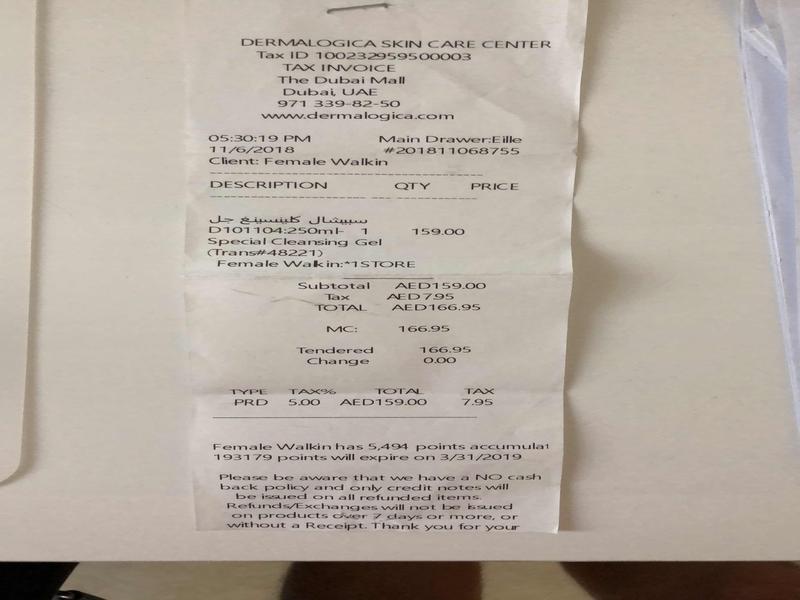 DERMALOGICA SKIN CARE CENTER
Tax ID 100232959500003
TAX INVOICE
The Dubai Mall
Dubai, UAE
971 339-82-50
www.dermalogica.com
05:30:19 PM Main Drawer:Eille
11/6/2018 #201811068755
Client: Female Walkin
DESCRIPTION QTY PRICE
سبيشال كلينسينغ جل
D101104:250ml- 1 159.00
Special Cleansing Gel
(Trans#48221)
Female Walkin:*1STORE
Subtotal AED159.00
Tax AED7.95
TOTAL AED166.95
MC: 166.95
Tendered 166.95
Change 0.00
TYPE TAX% TOTAL TAX
PRD 5.00 AED159.00 7.95
Female Walkin has 5,494 points accumulat
193179 points will expire on 3/31/2019
Please be aware that we have a NO cash
back policy and only credit notes will
be issued on all refunded items.
Refunds/Exchanges will not be issued
on products over 7 days or more, or
without a Receipt. Thank you for your